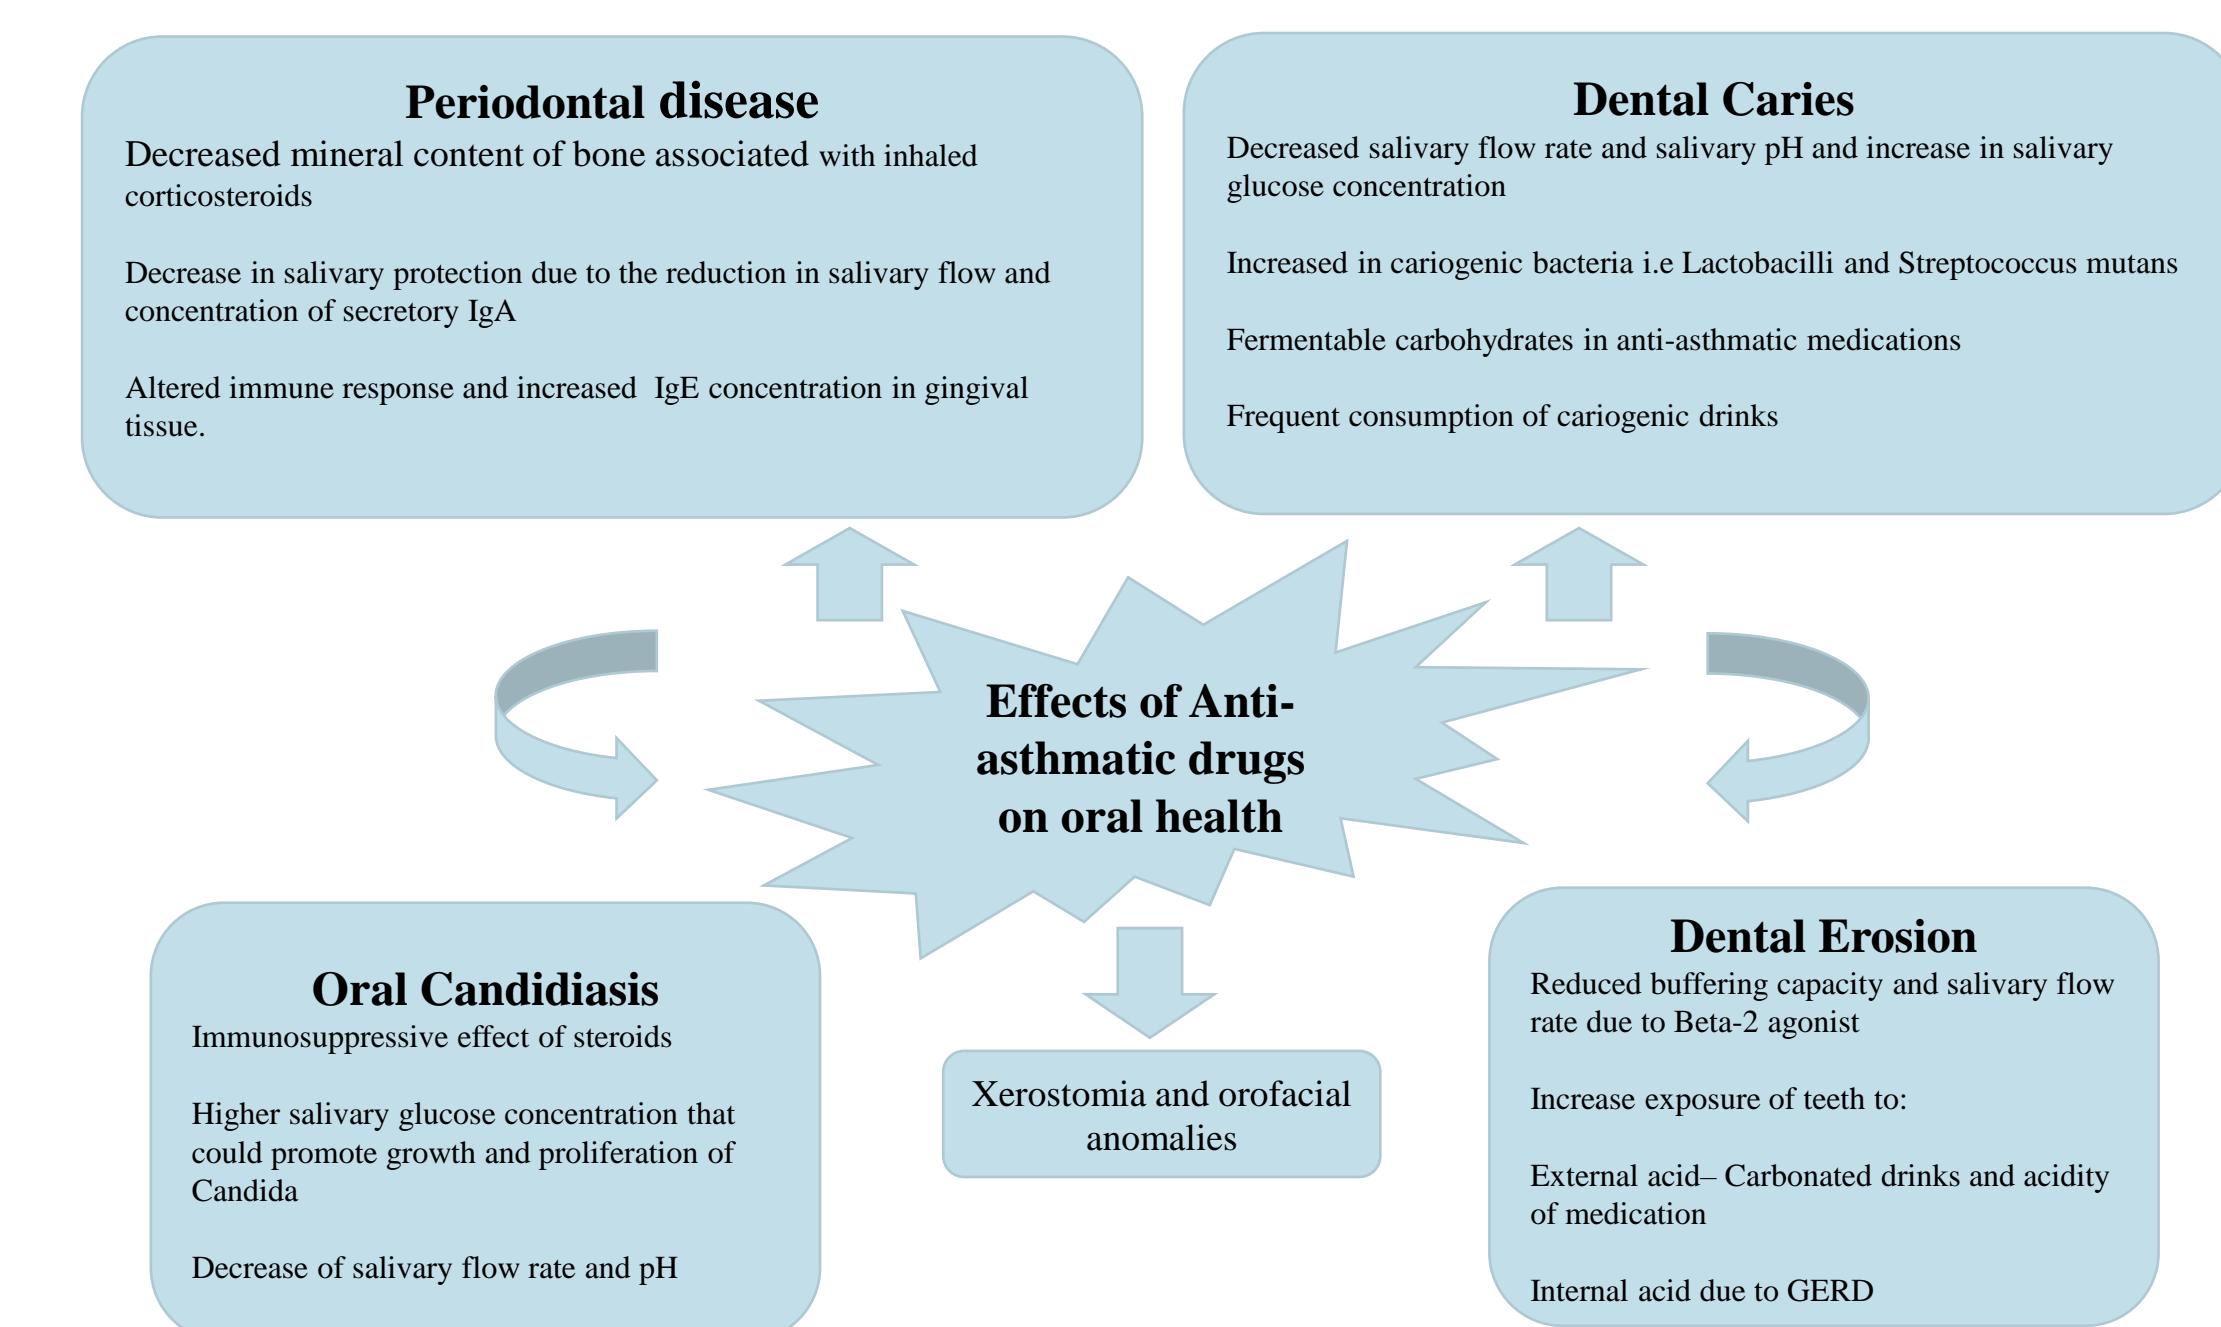 Periodontal disease
Decreased mineral content of bone associated with inhaled
corticosteroids
Decrease in salivary protection due to the reduction in salivary flow and
concentration of secretory IgA
Altered immune response and increased IgE concentration in gingival
tissue.
Dental Caries
Decreased salivary flow rate and salivary pH and increase in salivary
glucose concentration
Increased in cariogenic bacteria i.e Lactobacilli and Streptococcus mutans
Fermentable carbohydrates in anti-asthmatic medications
Frequent consumption of cariogenic drinks
Effects of Anti-
asthmatic drugs
on oral health
Oral Candidiasis
Immunosuppressive effect of steroids
Higher salivary glucose concentration that
could promote growth and proliferation of
Candida
Decrease of salivary flow rate and pH
Xerostomia and orofacial
anomalies
Dental Erosion
Reduced buffering capacity and salivary flow
rate due to Beta-2 agonist
Increase exposure of teeth to:
External acid– Carbonated drinks and acidity
of medication
Internal acid due to GERD